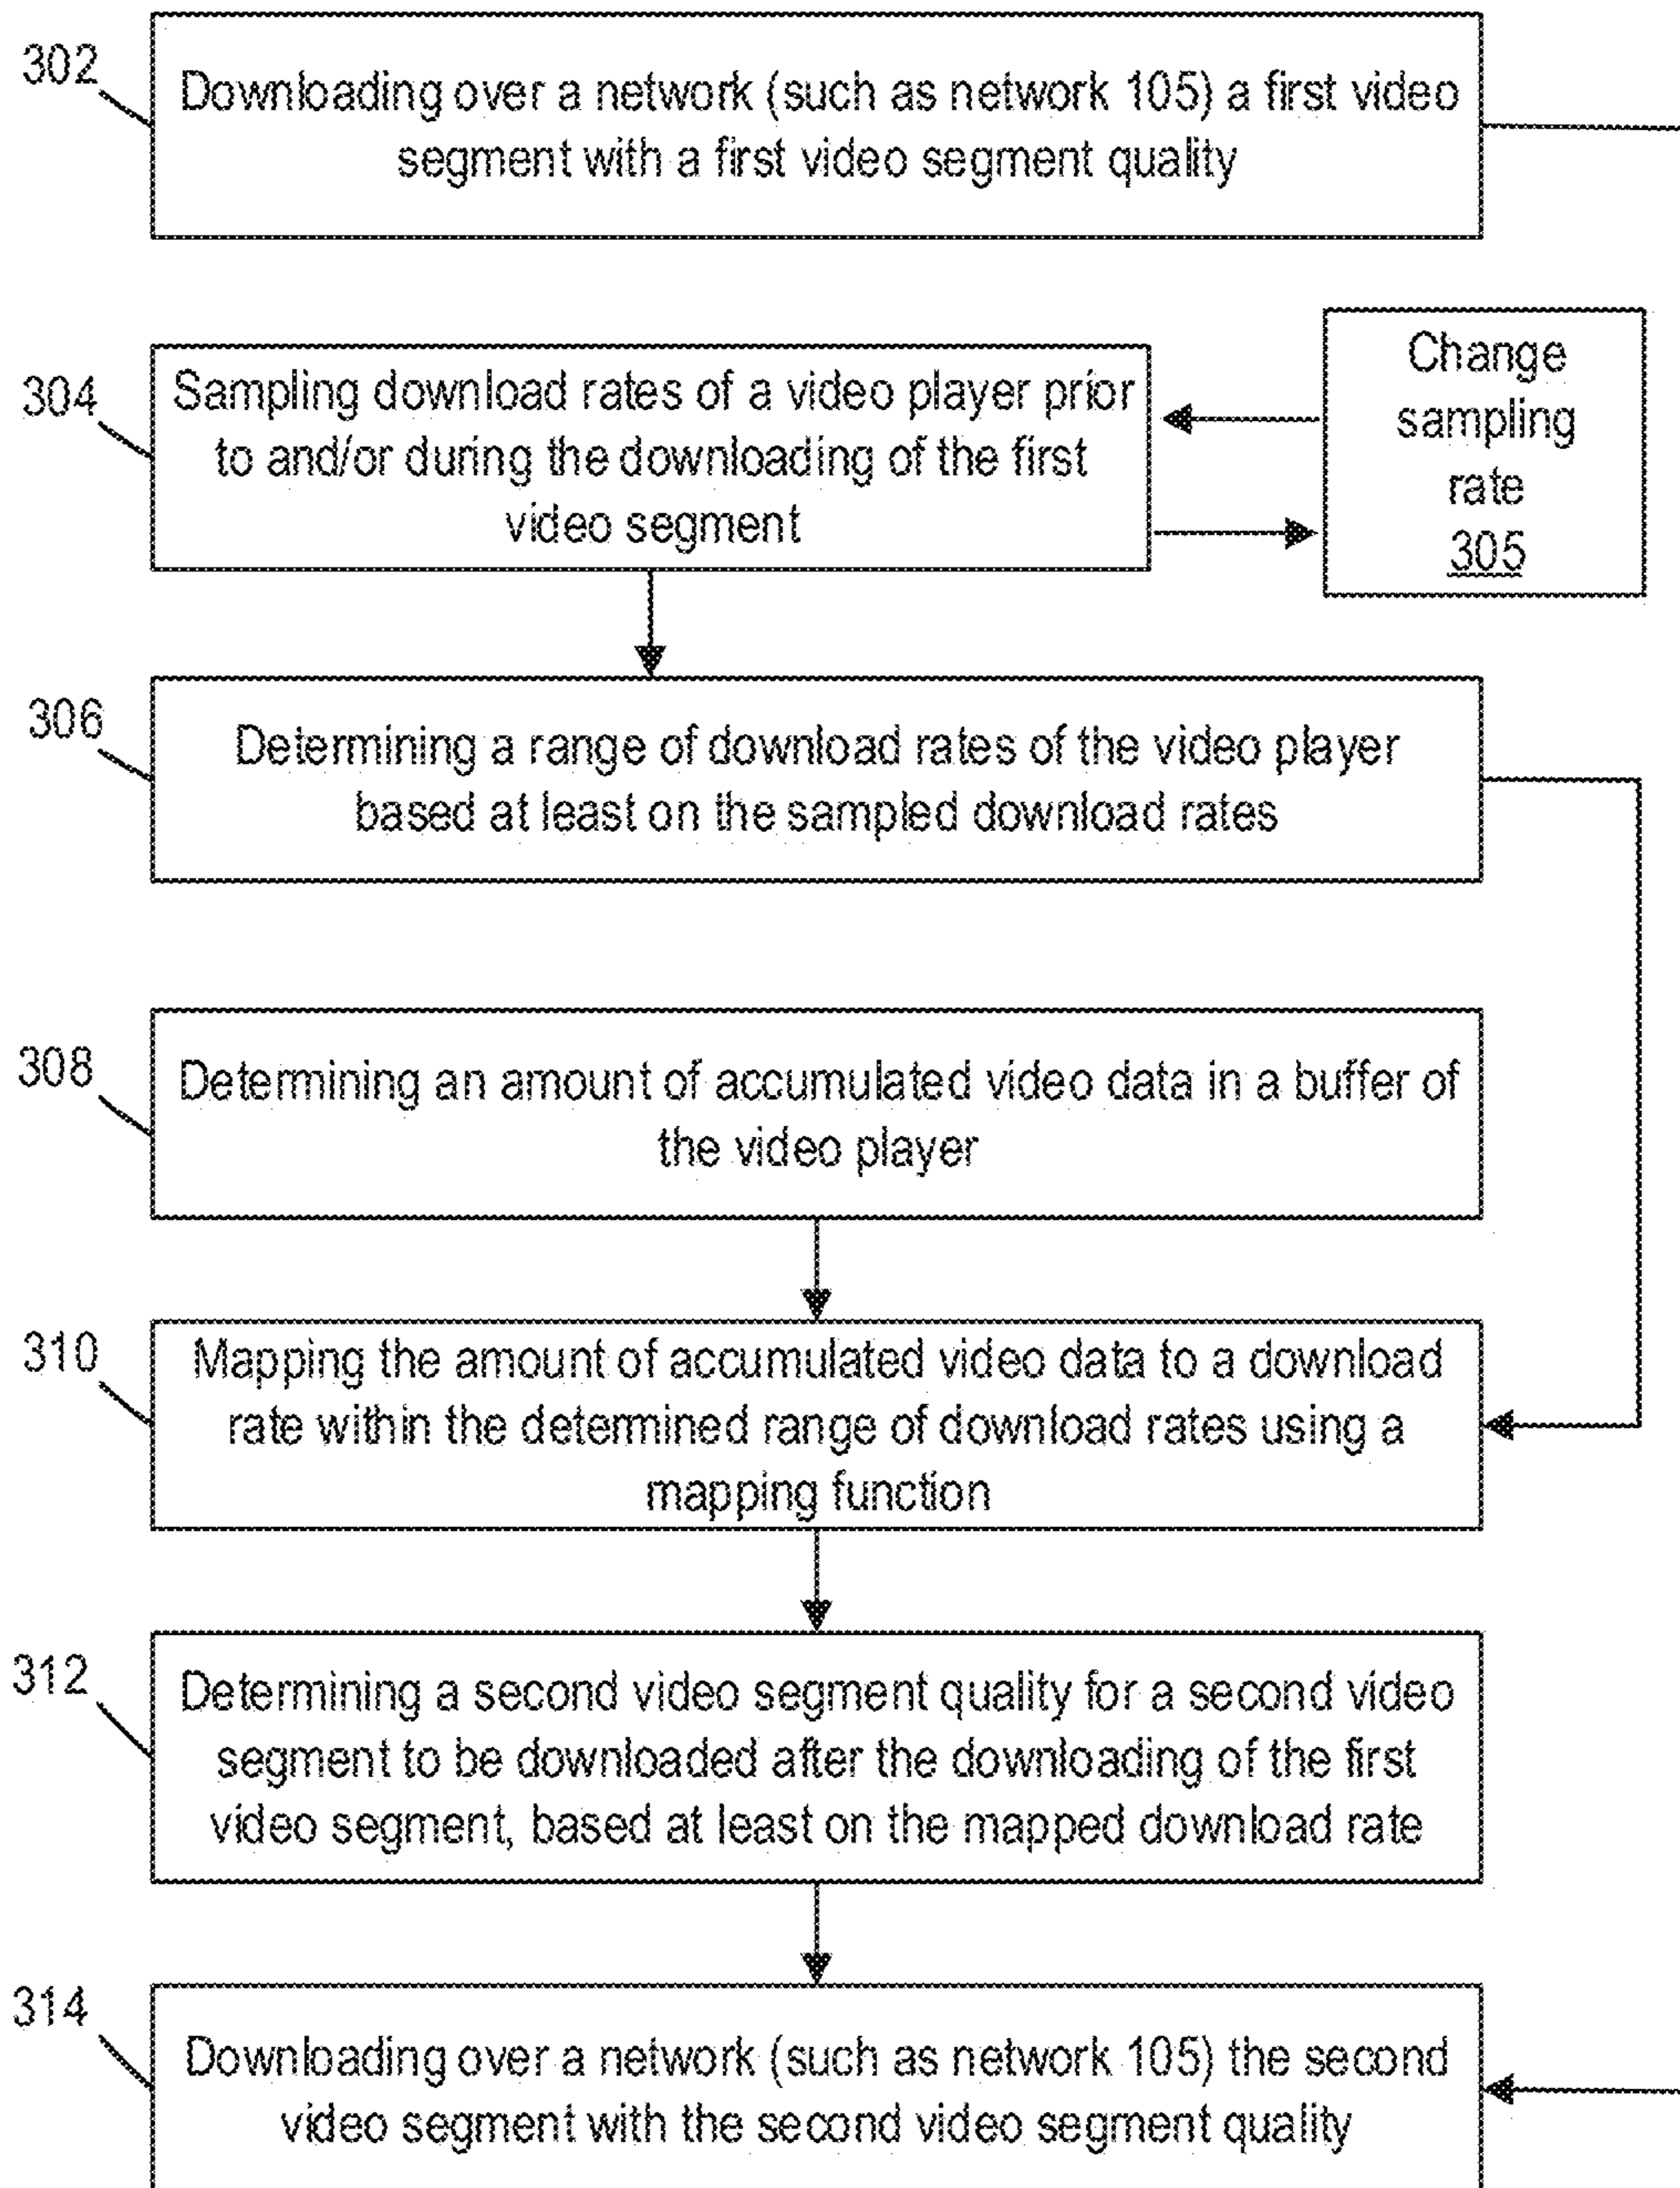 302
Downloading over a network (such as network 105) a first video
segment with a first video segment quality
304
Sampling download rates of a video player prior
to and/or during the downloading of the first
video segment
Change
sampling
rate
305
306
Determining a range of download rates of the video player
based at least on the sampled download rates
308
Determining an amount of accumulated video data in a buffer of
the video player
310
Mapping the amount of accumulated video data to a download
rate within the determined range of download rates using a
mapping function
312
Determining a second video segment quality for a second video
segment to be downloaded after the downloading of the first
video segment, based at least on the mapped download rate
314
Downloading over a network (such as network 105) the second
video segment with the second video segment quality